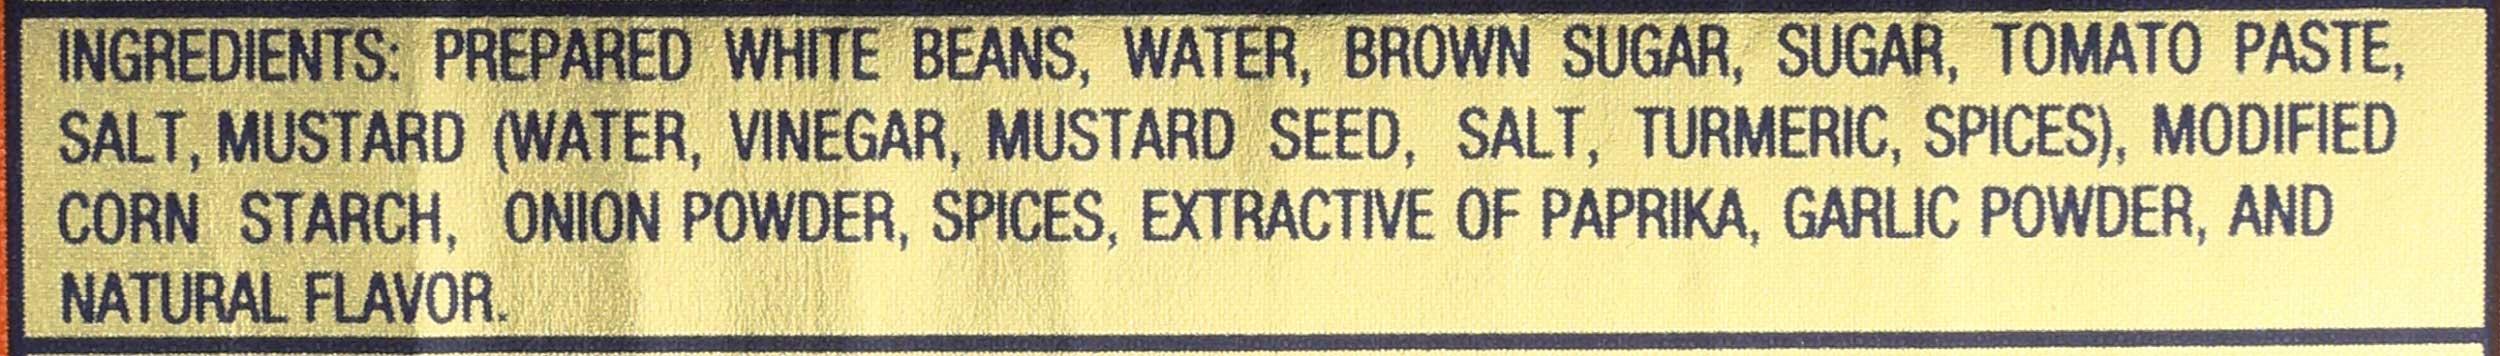 INGREDIENTS: PREPARED WHITE BEANS, WATER, BROWN SUGAR, SUGAR, TOMATO PASTE,
SALT, MUSTARD (WATER, VINEGAR, MUSTARD SEED, SALT, TURMERIC, SPICES), MODIFIED
CORN STARCH, ONION POWDER, SPICES, EXTRACTIVE OF PAPRIKA, GARLIC POWDER, AND
NATURAL FLAVOR.